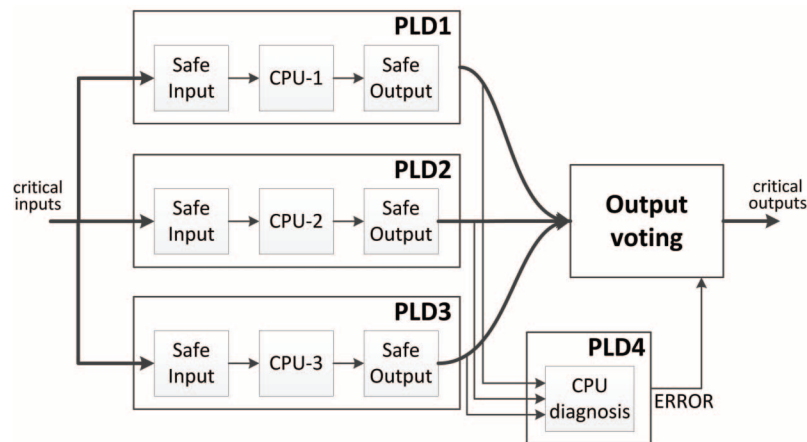 PLD1
Safe
Input
CPU-1
Safe
Output
critical
inputs
PLD2
Safe
Input
CPU-2
Safe
Output
PLD3
Safe
Input
CPU-3
Safe
Output
Output
voting
critical
outputs
PLD4
CPU
diagnosis
ERROR